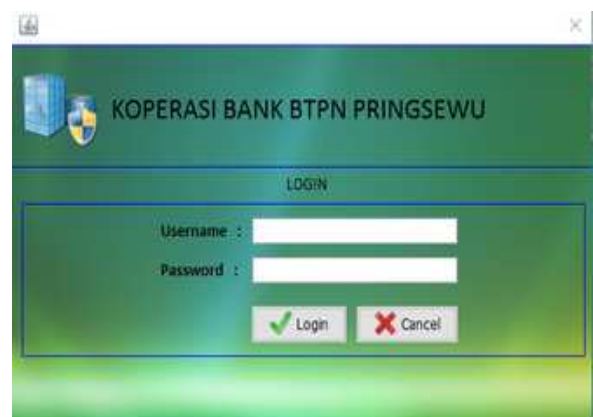 KOPERASI BANK BTPN PRINGSEWU
LOGIN
Username :
Password :
Login Cancel